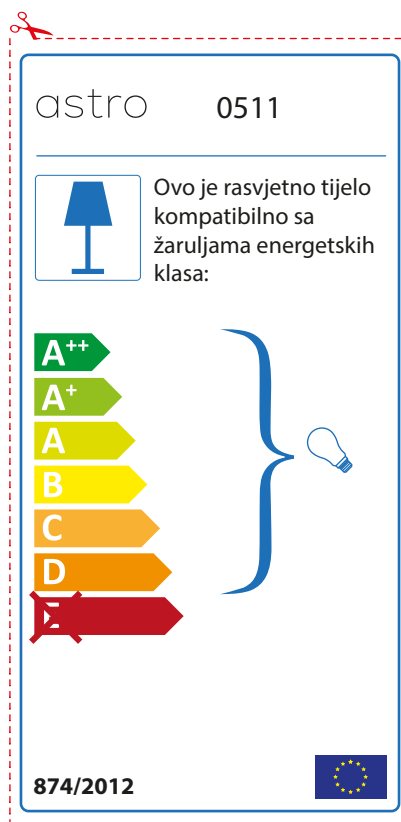 astro 0511
Ovo je rasvjetno tijelo
kompatibilno sa
žaruljama energetskih
klasa:
A++
A+
A
B
C
D
E
874/2012